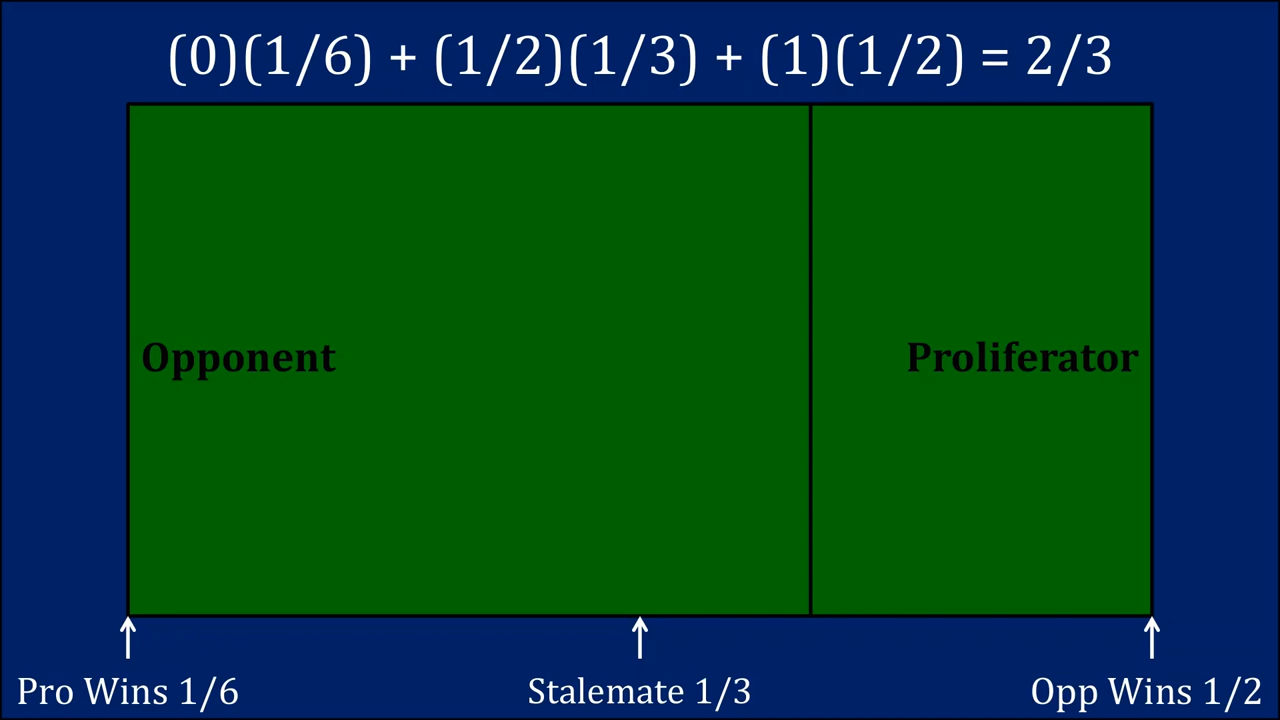 (0)(1/6) + (1/2)(1/3) + (1)(1/2) = 2/3
Opponent
Proliferator
Pro Wins 1/6
Stalemate 1/3
Opp Wins 1/2